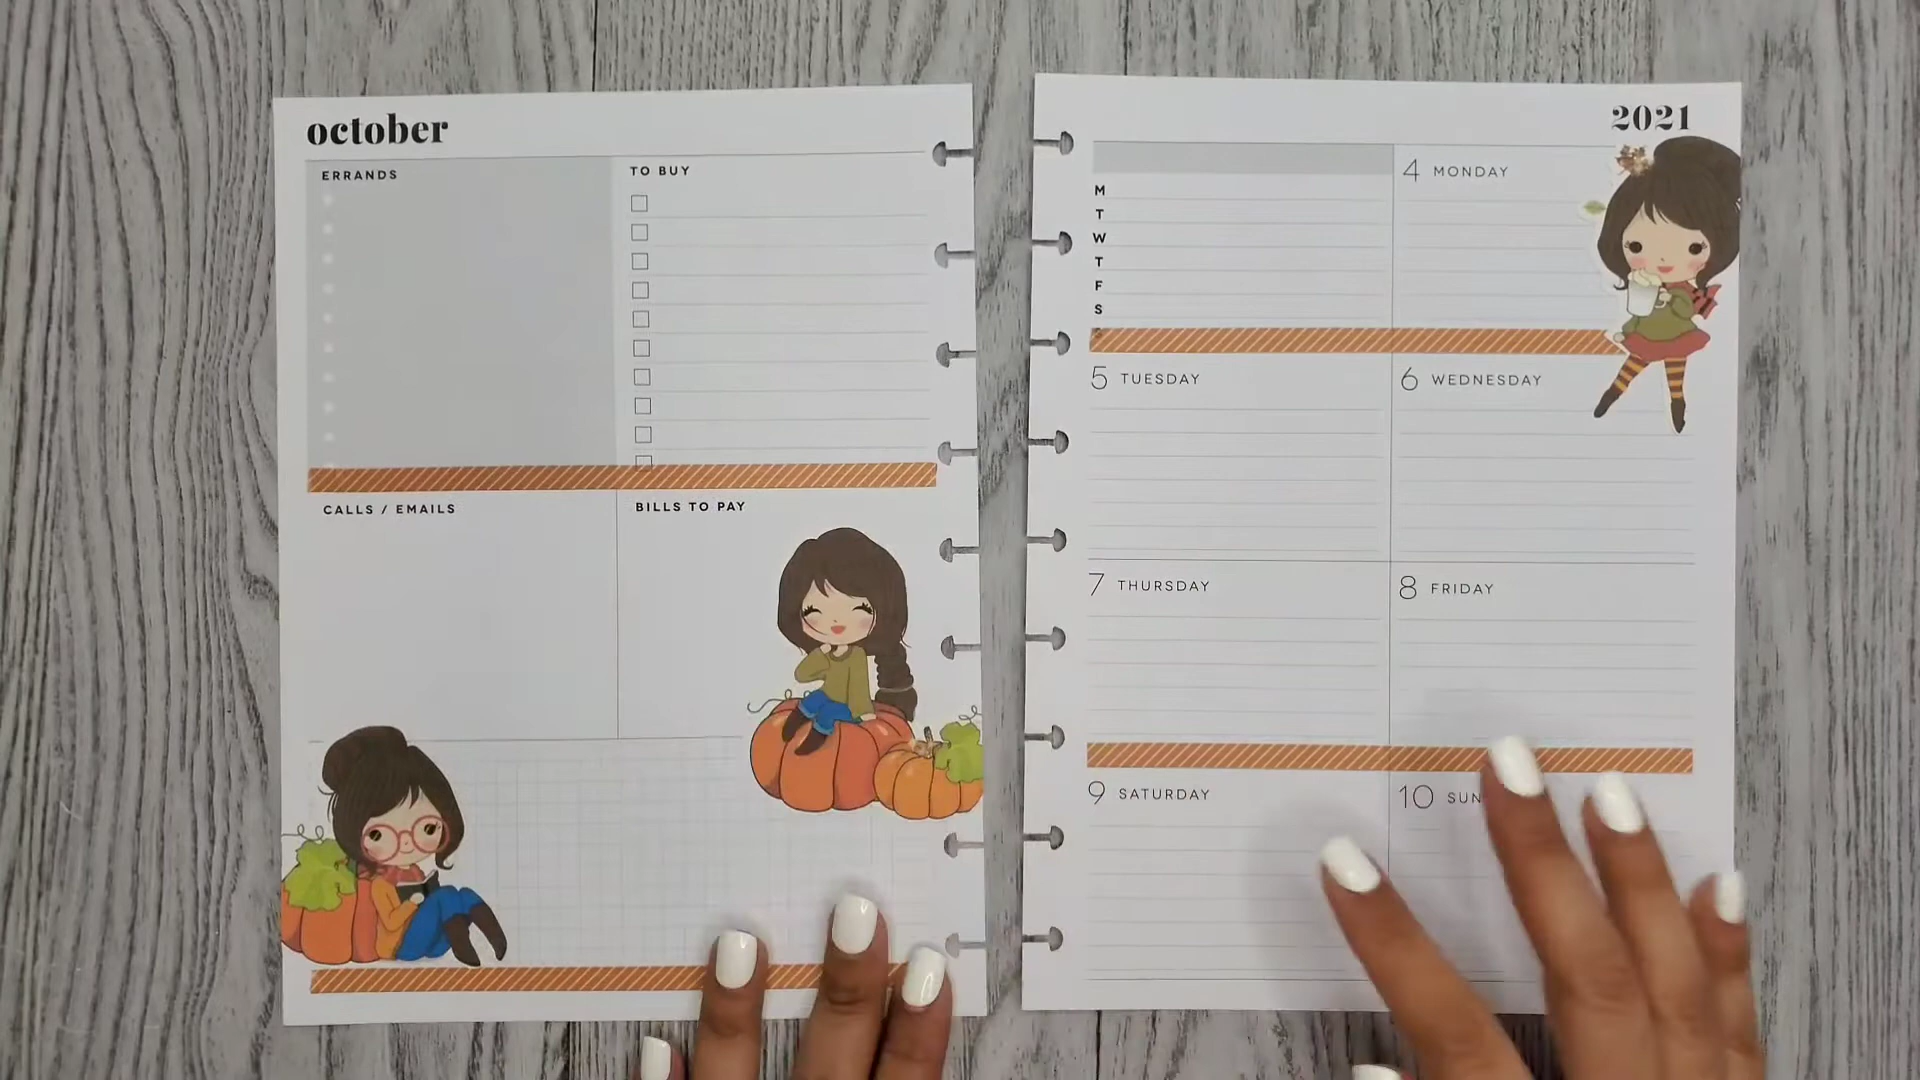 october
ERRANDS
TO BUY
CALLS / EMAILS
BILLS TO PAY
2021
M
T
W
T
F
S
4 MONDAY
5 TUESDAY
6 WEDNESDAY
7 THURSDAY
8 FRIDAY
9 SATURDAY
10 SUN